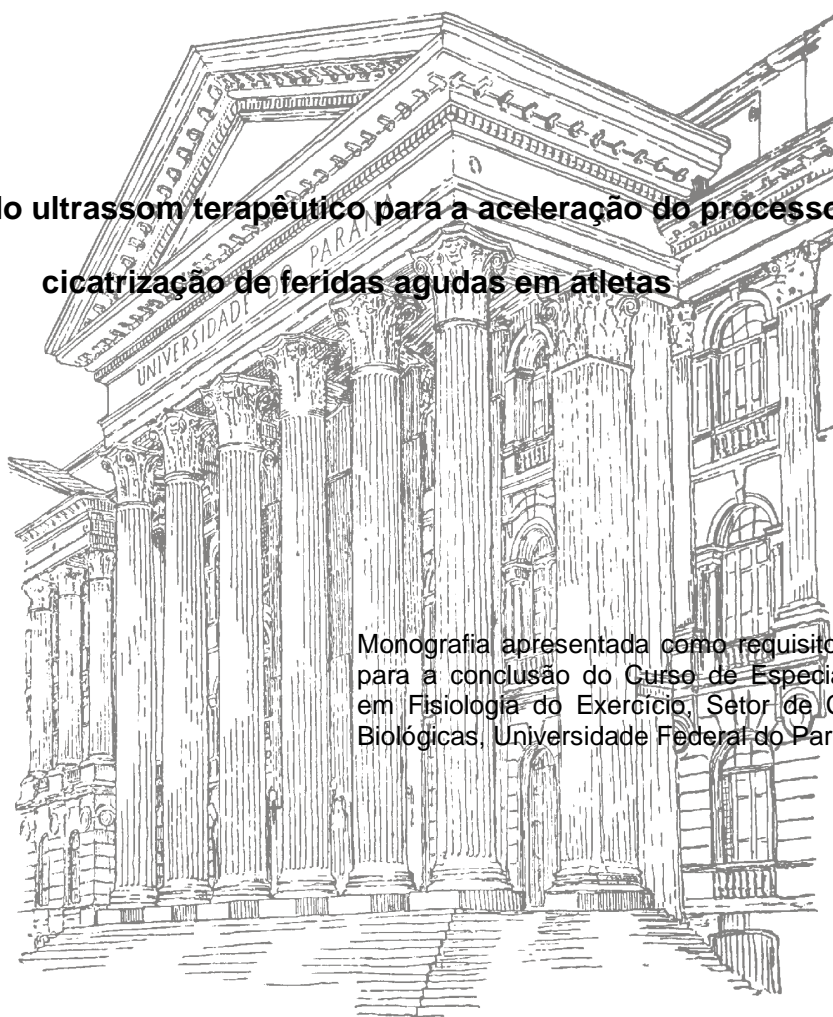 lo ultrassom terapêutico para a aceleração do processo
cicatrização de feridas agudas em atletas
UNIVERSIDADE PARANÁ
Monografia apresentada como requisito
para a conclusão do Curso de Especia
em Fisiologia do Exercício, Setor de C
Biológicas, Universidade Federal do Par